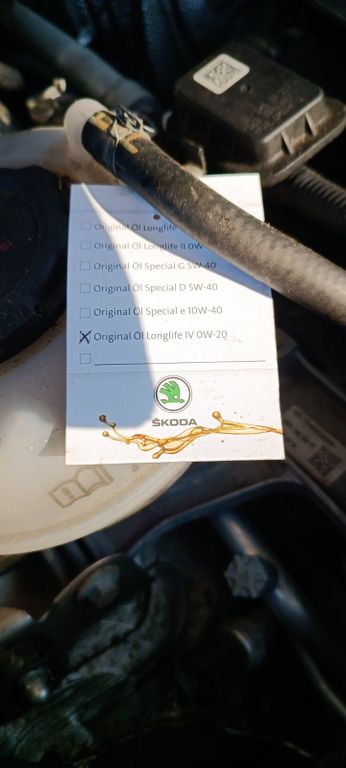 Original Öl Longlife
Original Öl Longlife II 0W
Original Öl Special G 5W-40
Original Öl Special D 5W-40
Original Öl Special e 10W-40
Original Öl Longlife IV 0W-20
ŠKODA